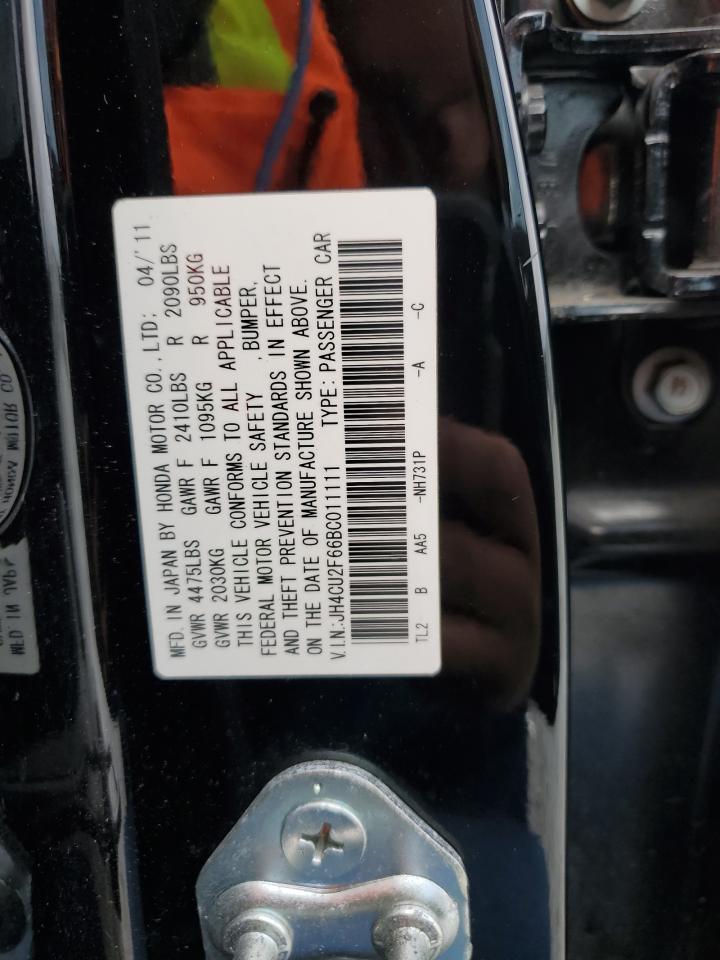 MFD. IN JAPAN BY HONDA MOTOR CO., LTD; 04/'11
GVWR 4475LBS GAWR F 2410LBS R 2090LBS
GVWR 2030KG GAWR F 1095KG R 950KG
THIS VEHICLE CONFORMS TO ALL APPLICABLE
FEDERAL MOTOR VEHICLE SAFETY , BUMPER,
AND THEFT PREVENTION STANDARDS IN EFFECT
ON THE DATE OF MANUFACTURE SHOWN ABOVE.
V.I.N.:JH4CU2F66BC011111 TYPE: PASSENGER CAR
TL2 B AA5 -NH731P -A -C
MOTOR CO